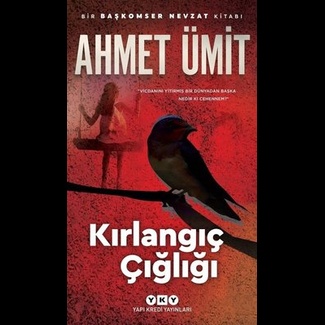 BİR BAŞKOMSER NEVZAT KİTABI
AHMET ÜMİT
"VİCDANINI YİTİRMİŞ BİR DÜNYADAN BAŞKA
NEDİR Kİ CEHENNEM?"
Kırlangıç
Çığlığı
YKY
YAPI KREDİ YAYINLARI